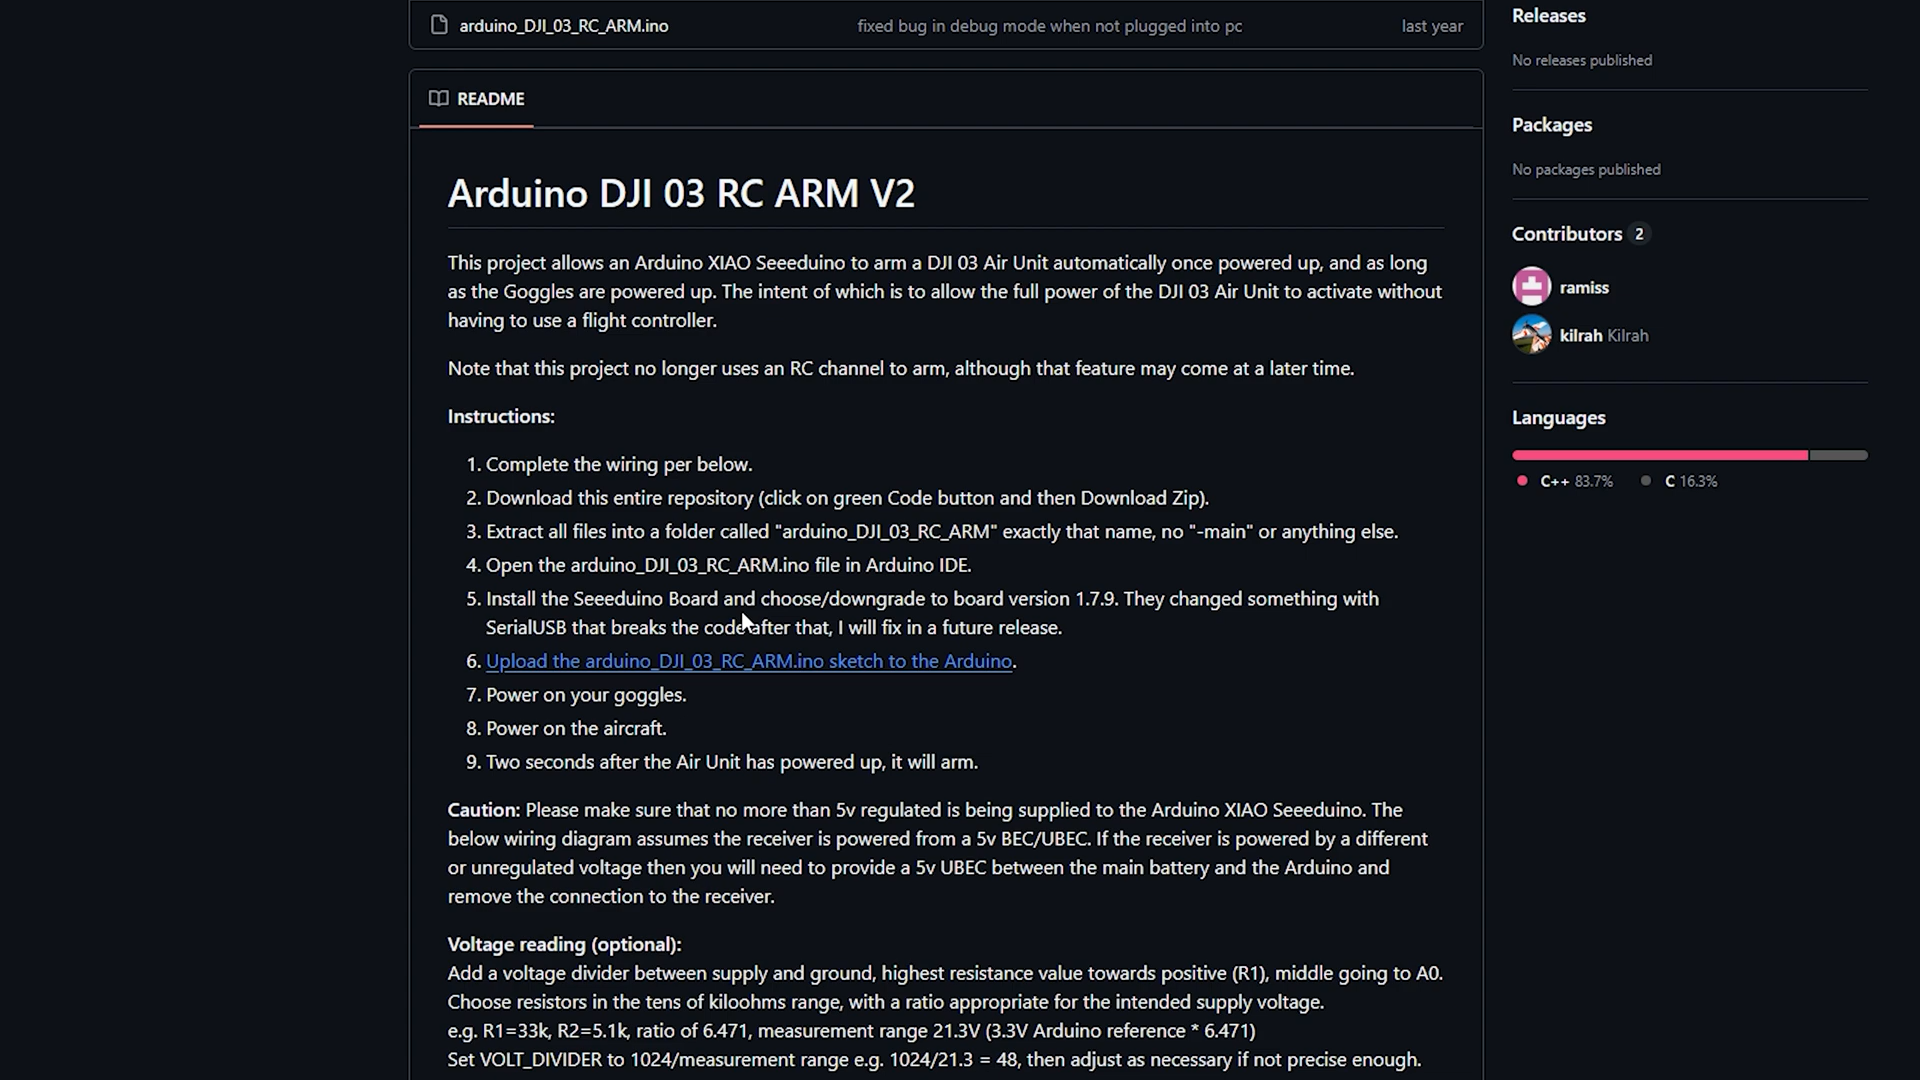 arduino_DJI_03_RC_ARM.ino fixed bug in debug mode when not plugged into pc last year
README
Arduino DJI 03 RC ARM V2
This project allows an Arduino XIAO Seeeduino to arm a DJI 03 Air Unit automatically once powered up, and as long
as the Goggles are powered up. The intent of which is to allow the full power of the DJI 03 Air Unit to activate without
having to use a flight controller.
Note that this project no longer uses an RC channel to arm, although that feature may come at a later time.
Instructions:
1. Complete the wiring per below.
2. Download this entire repository (click on green Code button and then Download Zip).
3. Extract all files into a folder called "arduino_DJI_03_RC_ARM" exactly that name, no "-main" or anything else.
4. Open the arduino_DJI_03_RC_ARM.ino file in Arduino IDE.
5. Install the Seeeduino Board and choose/downgrade to board version 1.7.9. They changed something with
SerialUSB that breaks the code after that, I will fix in a future release.
6. Upload the arduino_DJI_03_RC_ARM.ino sketch to the Arduino.
7. Power on your goggles.
8. Power on the aircraft.
9. Two seconds after the Air Unit has powered up, it will arm.
Caution: Please make sure that no more than 5v regulated is being supplied to the Arduino XIAO Seeeduino. The
below wiring diagram assumes the receiver is powered from a 5v BEC/UBEC. If the receiver is powered by a different
or unregulated voltage then you will need to provide a 5v UBEC between the main battery and the Arduino and
remove the connection to the receiver.
Voltage reading (optional):
Add a voltage divider between supply and ground, highest resistance value towards positive (R1), middle going to A0.
Choose resistors in the tens of kiloohms range, with a ratio appropriate for the intended supply voltage.
e.g. R1=33k, R2=5.1k, ratio of 6.471, measurement range 21.3V (3.3V Arduino reference * 6.471)
Set VOLT_DIVIDER to 1024/measurement range e.g. 1024/21.3 = 48, then adjust as necessary if not precise enough.
Releases
No releases published
Packages
No packages published
Contributors 2
ramiss
kilrah Kilrah
Languages
C++ 83.7% C 16.3%